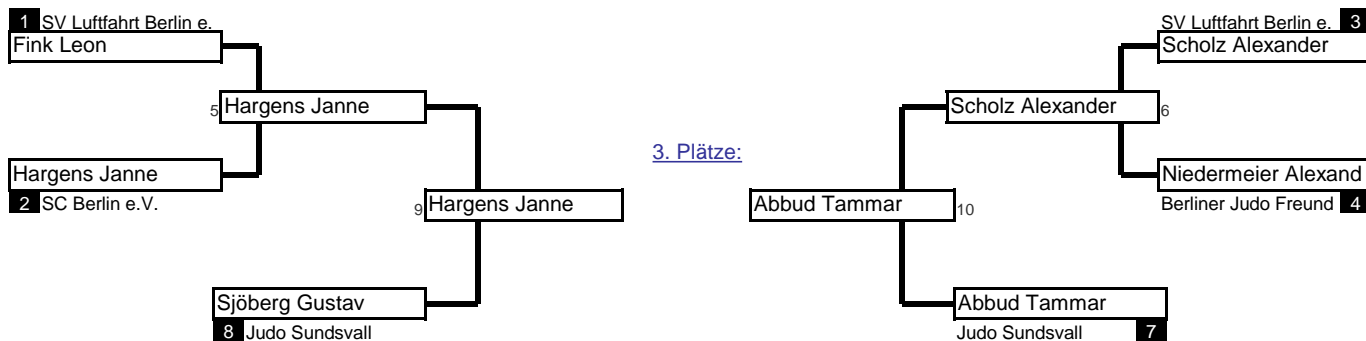 1 SV Luftfahrt Berlin e.
Fink Leon
5 Hargens Janne
Hargens Janne
2 SC Berlin e.V.
9 Hargens Janne
Sjöberg Gustav
8 Judo Sundsvall
3. Plätze:
SV Luftfahrt Berlin e. 3
Scholz Alexander
Scholz Alexander 6
Niedermeier Alexand
Berliner Judo Freund 4
Abbud Tammar 10
Abbud Tammar
Judo Sundsvall 7